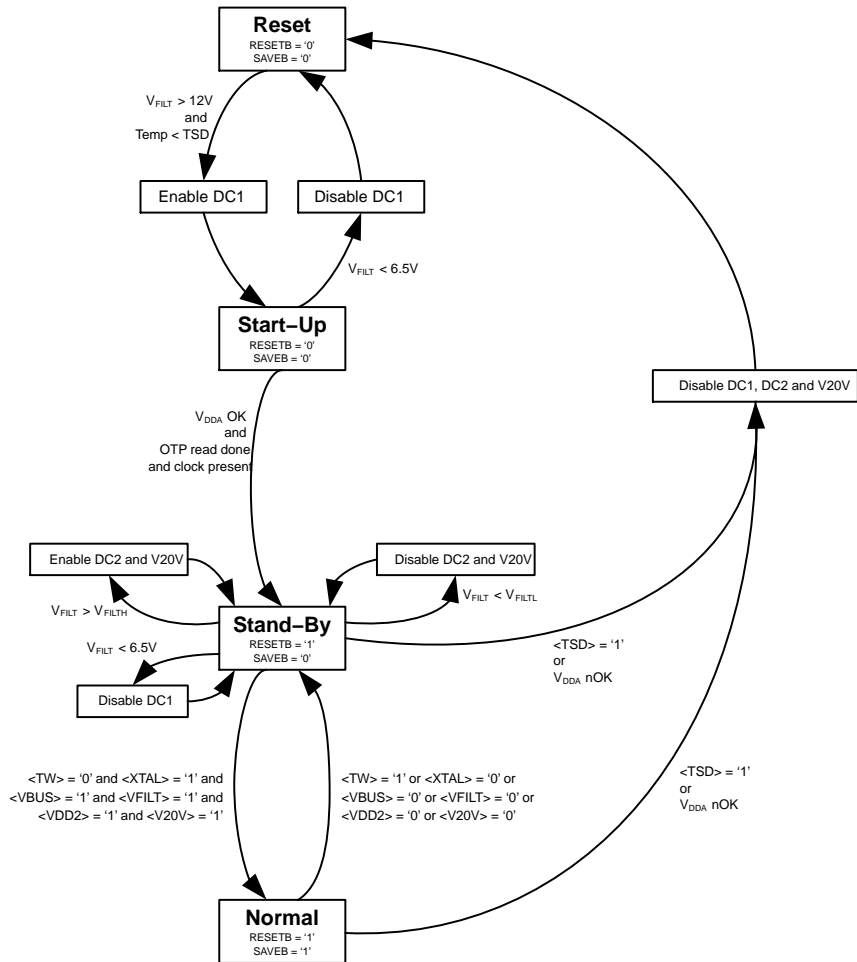 Reset
RESETB = ‘0’
SAVEB = ‘0’
VFILT > 12V
and
Temp < TSD
Enable DC1
Disable DC1
VFILT < 6.5V
Start–Up
RESETB = ‘0’
SAVEB = ‘0’
Disable DC1, DC2 and V20V
VDDA OK
and
OTP read done
and clock present
Enable DC2 and V20V
Disable DC2 and V20V
VFILT > VFILTH
VFILT < VFILTL
Stand–By
RESETB = ‘1’
SAVEB = ‘0’
VFILT < 6.5V
Disable DC1
<TSD> = ‘1’
or
VDDA nOK
<TW> = ‘0’ and <XTAL> = ‘1’ and
<VBUS> = ‘1’ and <VFILT> = ‘1’ and
<VDD2> = ‘1’ and <V20V> = ‘1’
<TW> = ‘1’ or <XTAL> = ‘0’ or
<VBUS> = ‘0’ or <VFILT> = ‘0’ or
<VDD2> = ‘0’ or <V20V> = ‘0’
<TSD> = ‘1’
or
VDDA nOK
Normal
RESETB = ‘1’
SAVEB = ‘1’